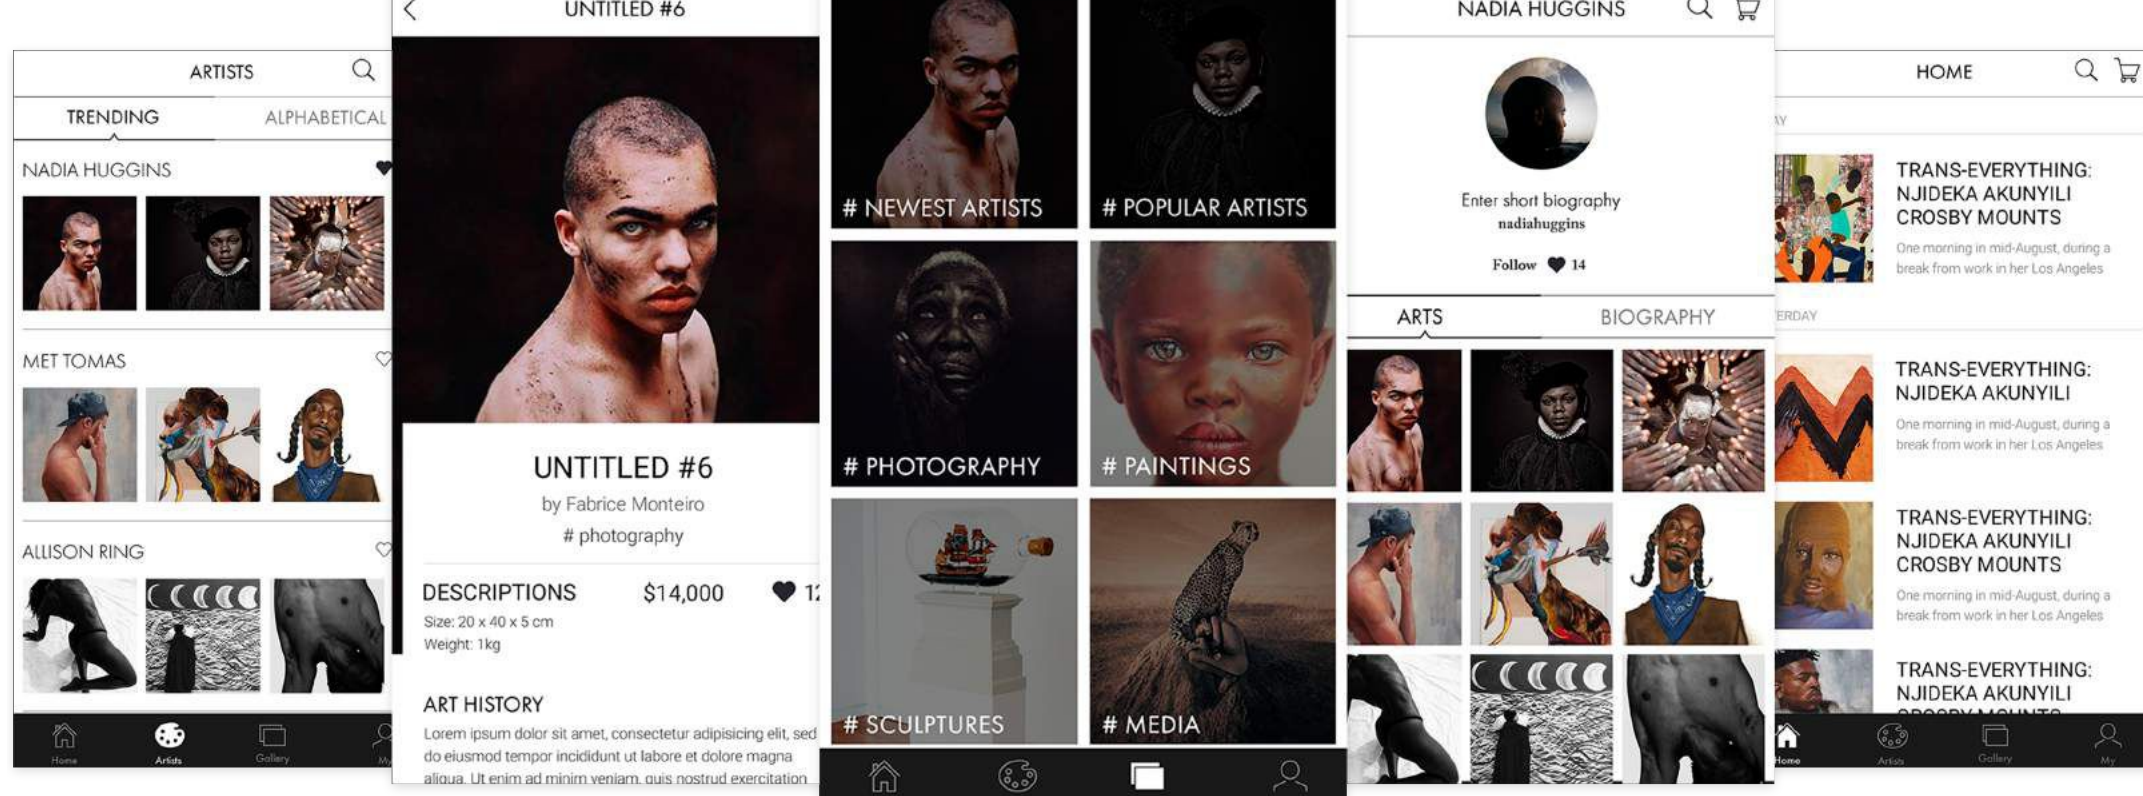 ARTISTS
TRENDING
ALPHABETICAL
NADIA HUGGINS
MET TOMAS
ALLISON RING
Home
Artists
Gallery
My
UNTITLED #6
UNTITLED #6
by Fabrice Monteiro
# photography
DESCRIPTIONS
$14,000
12
Size: 20 x 40 x 5 cm
Weight: 1kg
ART HISTORY
Lorem ipsum dolor sit amet, consectetur adipisicing elit, sed
do eiusmod tempor incididunt ut labore et dolore magna
aliqua. Ut enim ad minim veniam, quis nostrud exercitation
# NEWEST ARTISTS
# POPULAR ARTISTS
# PHOTOGRAPHY
# PAINTINGS
# SCULPTURES
# MEDIA
NADIA HUGGINS
Enter short biography
nadiahuggins
Follow 14
ARTS
BIOGRAPHY
HOME
AY
TRANS-EVERYTHING:
NJIDEKA AKUNYILI
CROSBY MOUNTS
One morning in mid-August, during a
break from work in her Los Angeles
ERDAY
TRANS-EVERYTHING:
NJIDEKA AKUNYILI
One morning in mid-August, during a
break from work in her Los Angeles
TRANS-EVERYTHING:
NJIDEKA AKUNYILI
CROSBY MOUNTS
One morning in mid-August, during a
break from work in her Los Angeles
TRANS-EVERYTHING:
NJIDEKA AKUNYILI
CROSBY MOUNTS
Home
Artists
Gallery
My